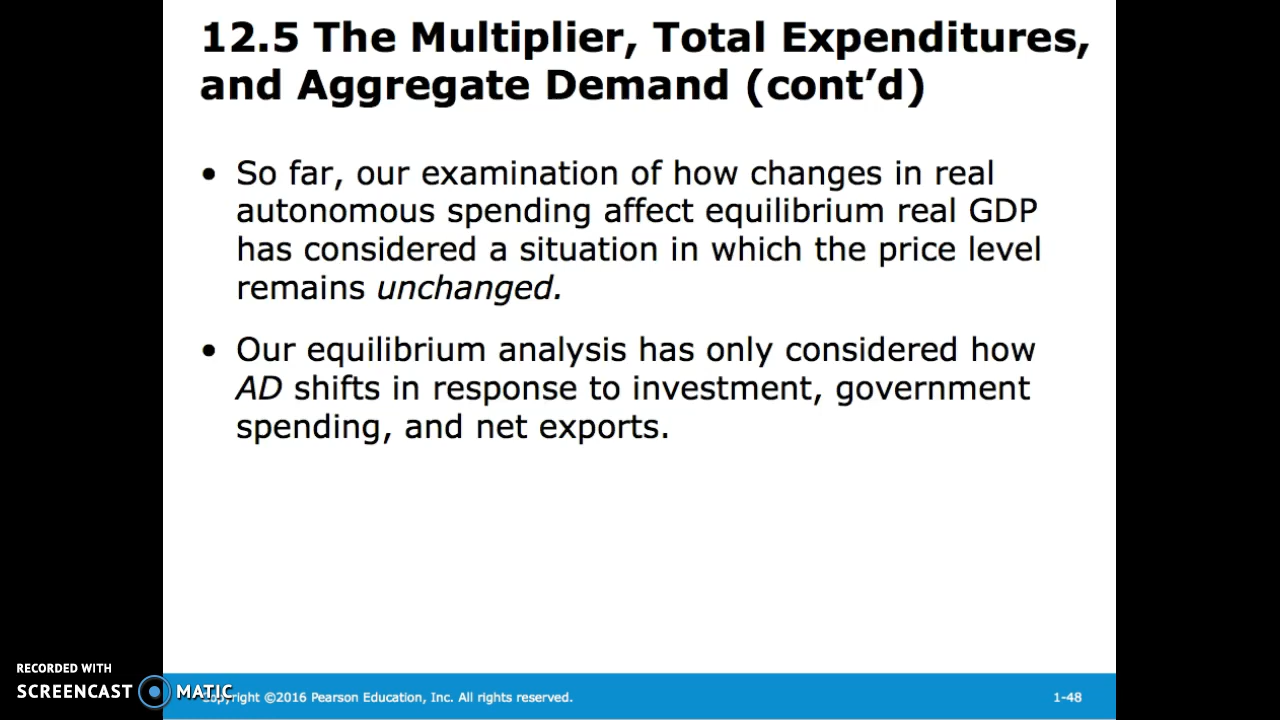 12.5 The Multiplier, Total Expenditures,
and Aggregate Demand (cont’d)
• So far, our examination of how changes in real
autonomous spending affect equilibrium real GDP
has considered a situation in which the price level
remains unchanged.
• Our equilibrium analysis has only considered how
AD shifts in response to investment, government
spending, and net exports.
RECORDED WITH
SCREENCAST MATIC
©2016 Pearson Education, Inc. All rights reserved.
1-48